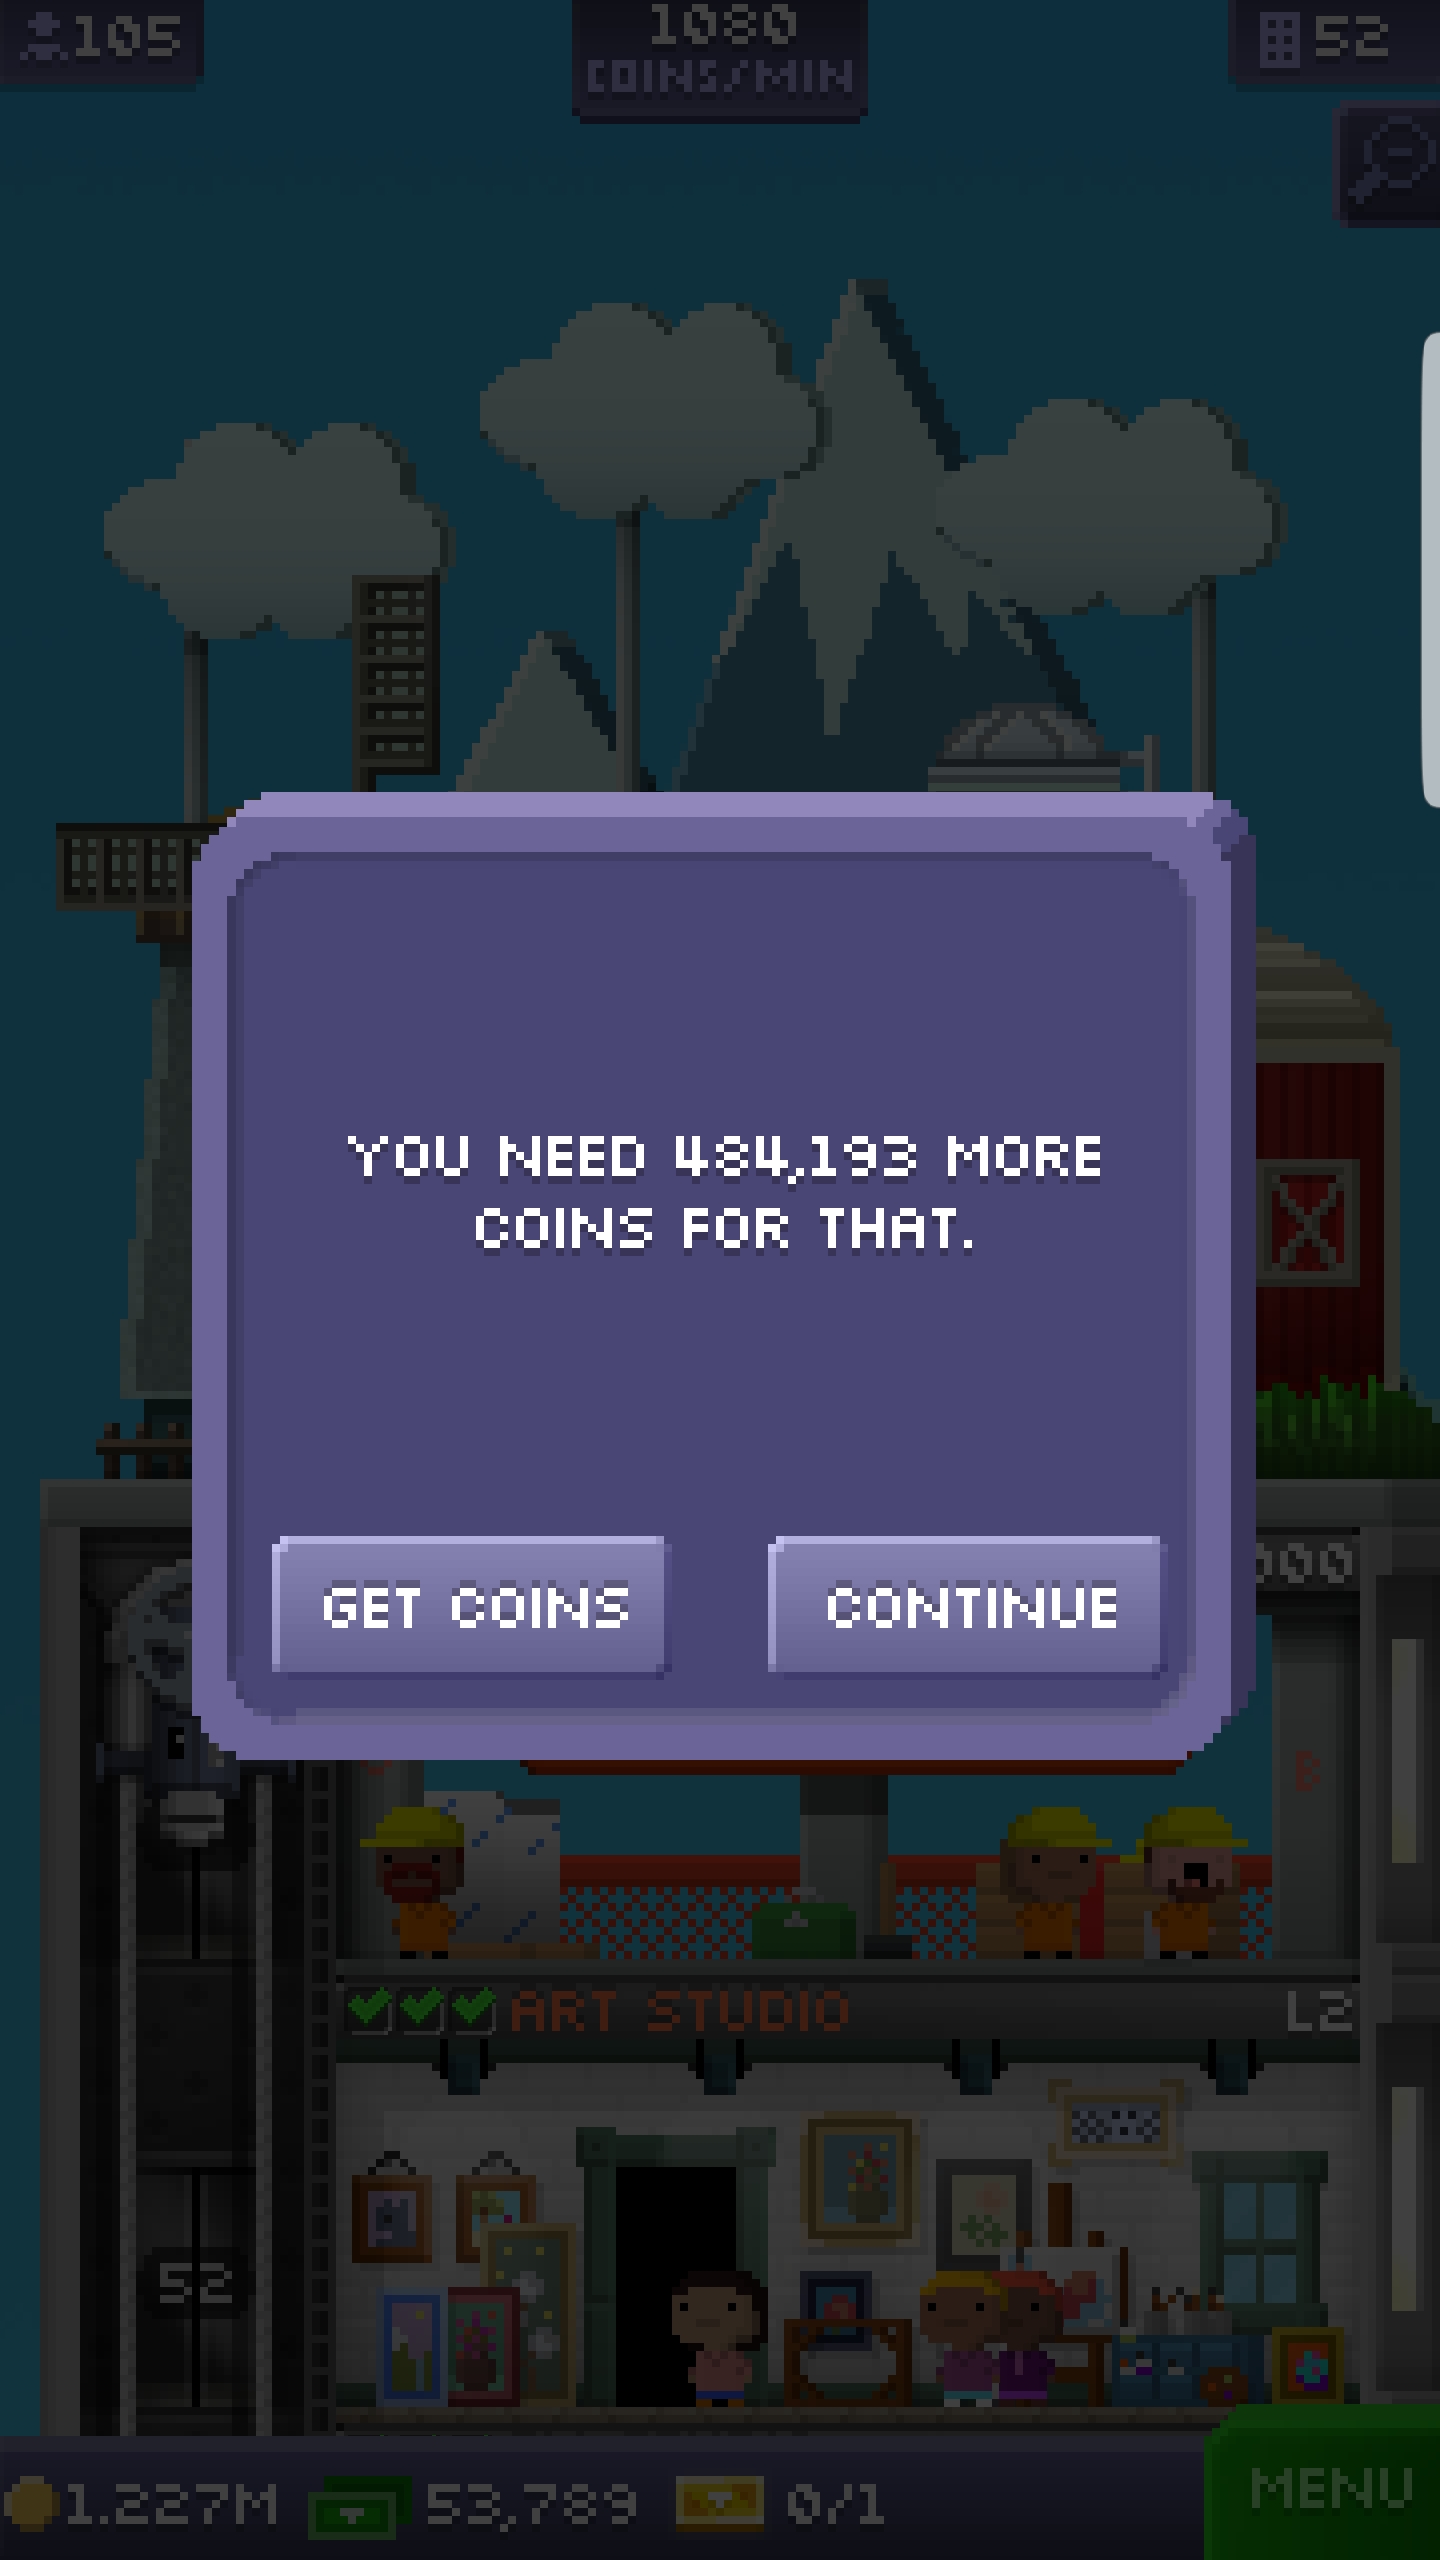 105
1080
COINS/MIN
52
YOU NEED 484,193 MORE
COINS FOR THAT.
GET COINS
CONTINUE
000
B
ART STUDIO
L2
52
1.227M
53,789
0/1
MENU